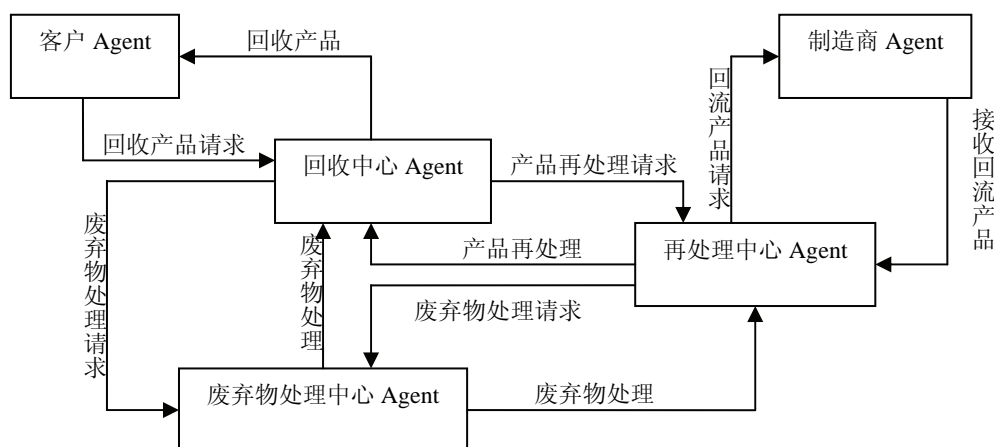 客户 Agent
回收产品
制造商 Agent
回流产品请求
接收回流产品
回收产品请求
回收中心 Agent
产品再处理请求
废弃物处理请求
废弃物处理
产品再处理
再处理中心 Agent
废弃物处理请求
废弃物处理中心 Agent
废弃物处理